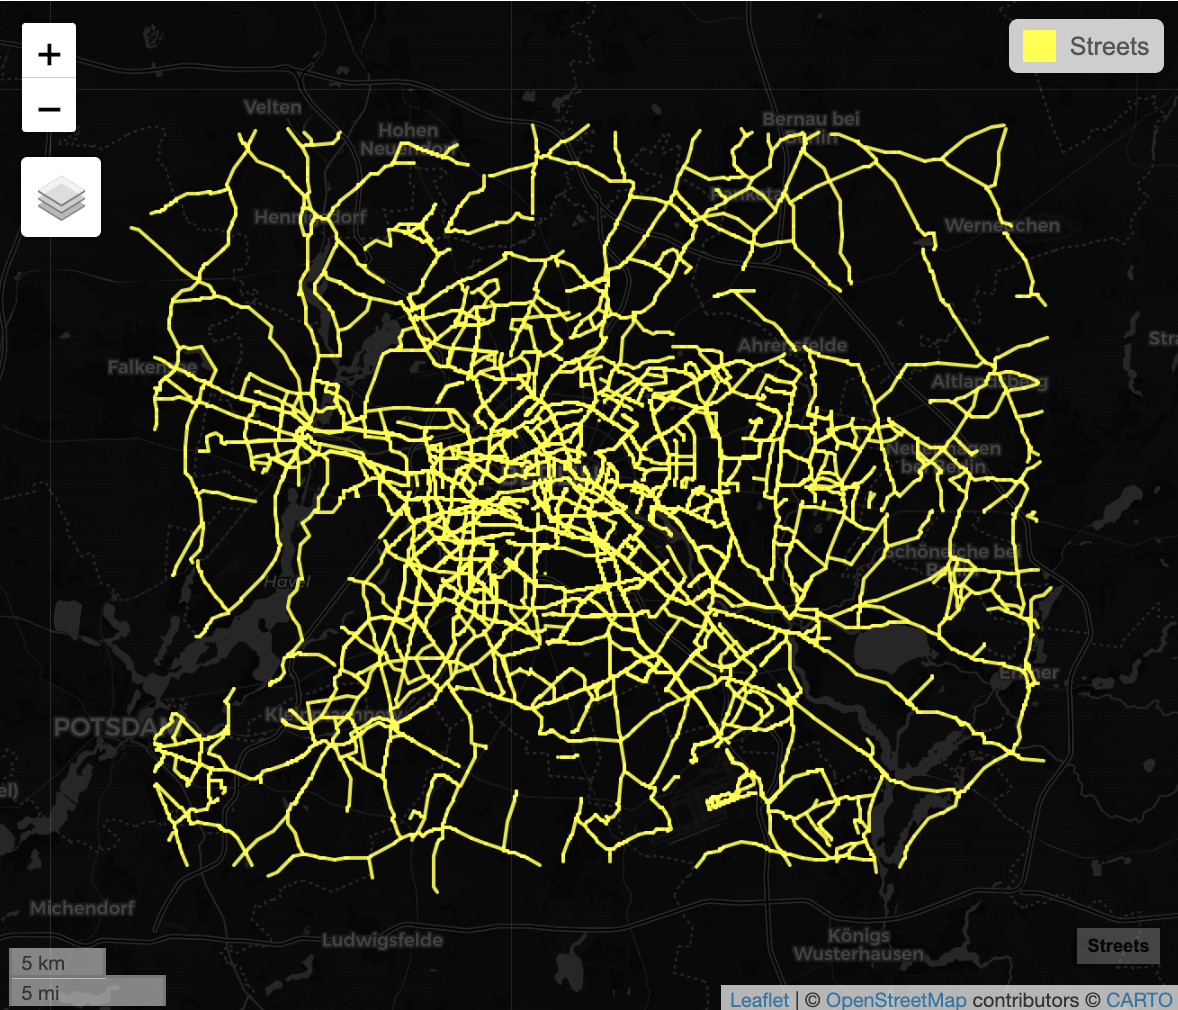 +
Streets
−
Velten
Hohen
Neuendorf
Bernau bei
Berlin
Hennigsdorf
Panketal
Werneuchen
Falkensee
Ahrensfelde
Altlandsberg
Neuenhagen
bei Berlin
BERLIN
Schöneiche bei
Havel
Erkner
POTSDAM
Kleinmachnow
Michendorf
Ludwigsfelde
Königs
Wusterhausen
Streets
5 km
5 mi
Leaflet | © OpenStreetMap contributors © CARTO